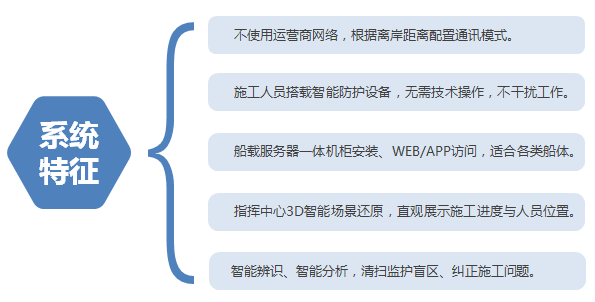 系统
特征
不使用运营商网络，根据离岸距离配置通讯模式。
施工人员搭载智能防护设备，无需技术操作，不干扰工作。
船载服务器一体机柜安装、WEB/APP访问，适合各类船体。
指挥中心3D智能场景还原，直观展示施工进度与人员位置。
智能辨识、智能分析，清扫监护盲区、纠正施工问题。